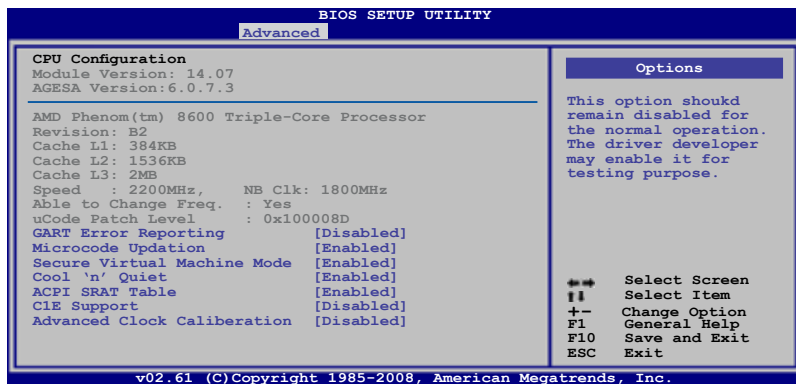 BIOS SETUP UTILITY
Advanced
CPU Configuration
Module Version: 14.07
AGESA Version:6.0.7.3
AMD Phenom(tm) 8600 Triple-Core Processor
Revision: B2
Cache L1: 384KB
Cache L2: 1536KB
Cache L3: 2MB
Speed : 2200MHz, NB Clk: 1800MHz
Able to Change Freq. : Yes
uCode Patch Level : 0x100008D
GART Error Reporting [Disabled]
Microcode Updation [Enabled]
Secure Virtual Machine Mode [Enabled]
Cool ‘n’ Quiet [Enabled]
ACPI SRAT Table [Enabled]
C1E Support [Disabled]
Advanced Clock Caliberation [Disabled]
Options
This option shoukd
remain disabled for
the normal operation.
The driver developer
may enable it for
testing purpose.
←→ Select Screen
↑↓ Select Item
+- Change Option
F1 General Help
F10 Save and Exit
ESC Exit
v02.61 (C)Copyright 1985-2008, American Megatrends, Inc.